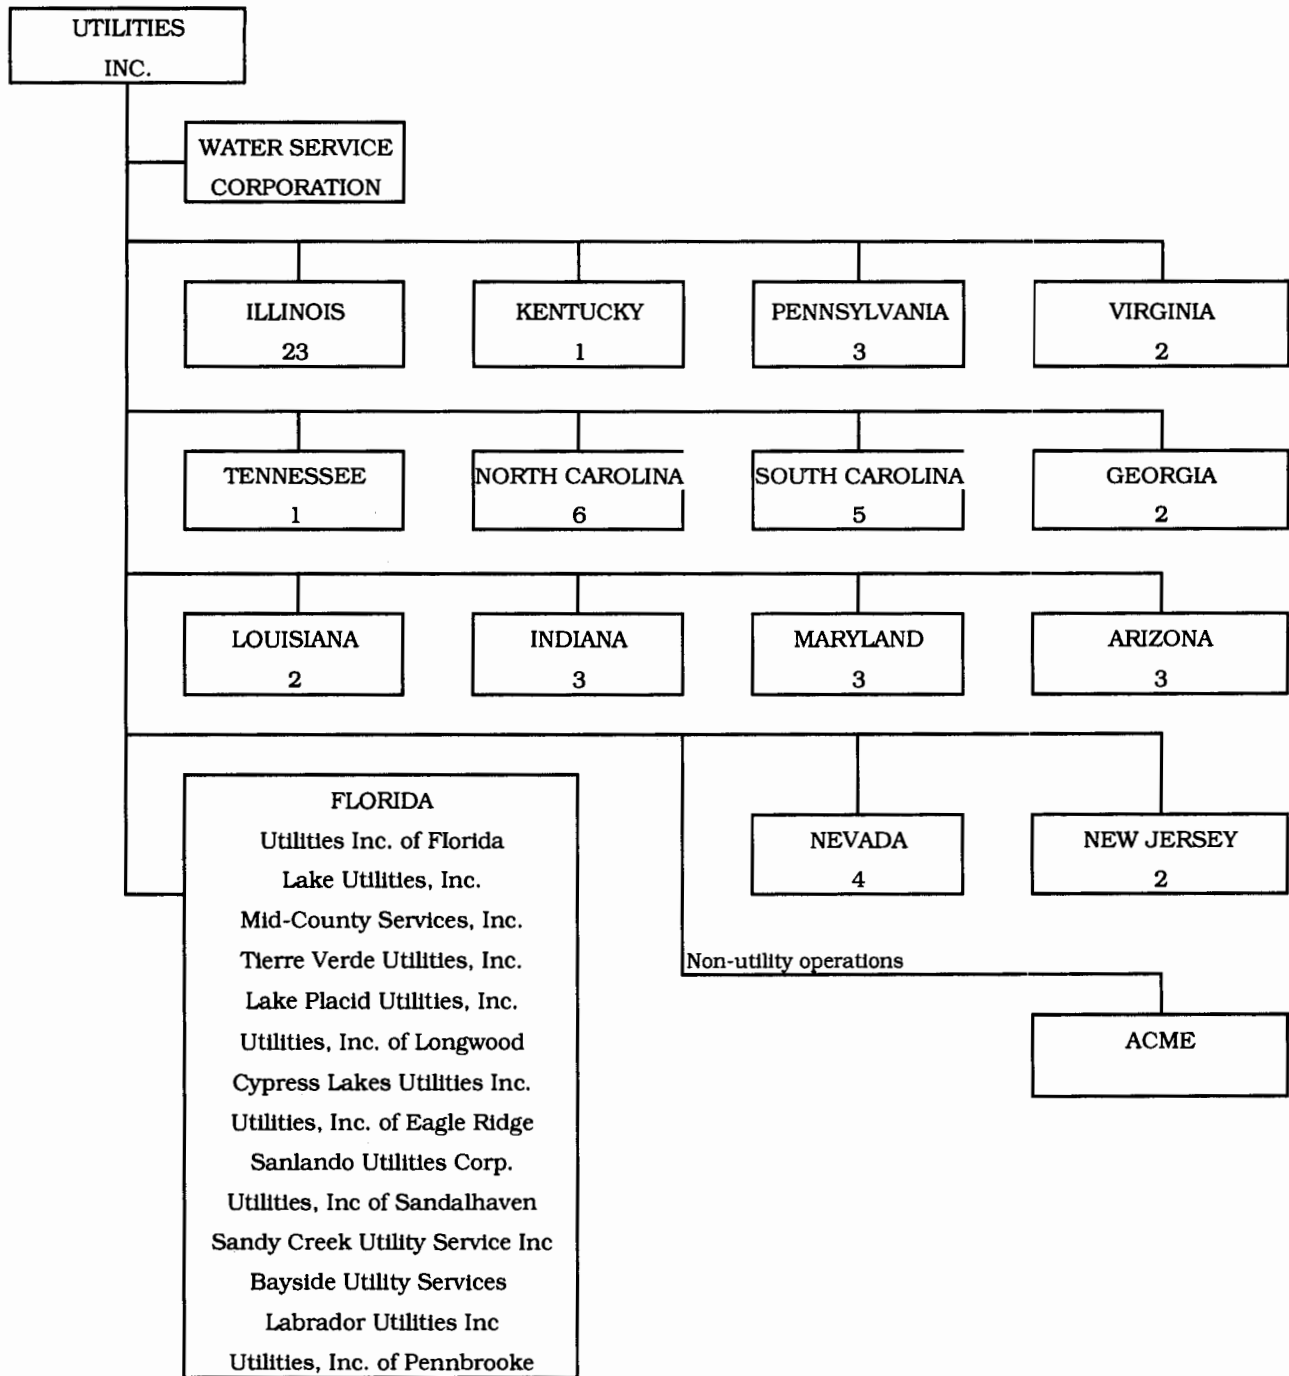 UTILITIES
INC.
WATER SERVICE
CORPORATION
ILLINOIS
23
KENTUCKY
1
PENNSYLVANIA
3
VIRGINIA
2
TENNESSEE
1
NORTH CAROLINA
6
SOUTH CAROLINA
5
GEORGIA
2
LOUISIANA
2
INDIANA
3
MARYLAND
3
ARIZONA
3
FLORIDA
Utilities Inc. of Florida
Lake Utilities, Inc.
Mid-County Services, Inc.
Tierre Verde Utilities, Inc.
Lake Placid Utilities, Inc.
Utilities, Inc. of Longwood
Cypress Lakes Utilities Inc.
Utilities, Inc. of Eagle Ridge
Sanlando Utilities Corp.
Utilities, Inc of Sandalhaven
Sandy Creek Utility Service Inc
Bayside Utility Services
Labrador Utilities Inc
Utilities, Inc. of Pennbrooke
NEVADA
4
NEW JERSEY
2
Non-utility operations
ACME